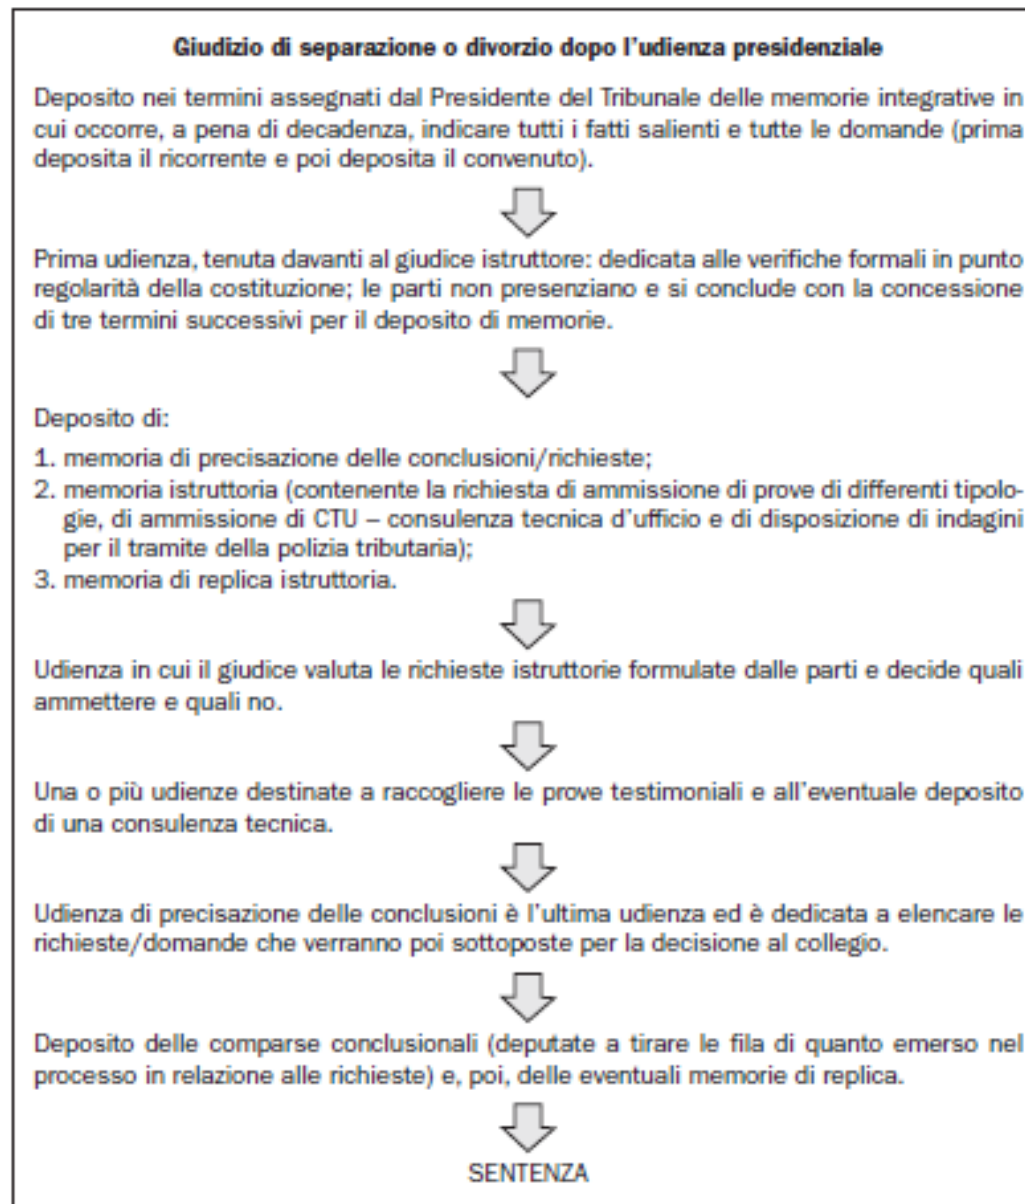 Giudizio di separazione o divorzio dopo l'udienza presidenziale
Deposito nei termini assegnati dal Presidente del Tribunale delle memorie integrative in
cui occorre, a pena di decadenza, indicare tutti i fatti salienti e tutte le domande (prima
deposita il ricorrente e poi deposita il convenuto).
Prima udienza, tenuta davanti al giudice istruttore: dedicata alle verifiche formali in punto
regolarità della costituzione; le parti non presenziano e si conclude con la concessione
di tre termini successivi per il deposito di memorie.
Deposito di:
1. memoria di precisazione delle conclusioni/richieste;
2. memoria istruttoria (contenente la richiesta di ammissione di prove di differenti tipolo-
gie, di ammissione di CTU – consulenza tecnica d'ufficio e di disposizione di indagini
per il tramite della polizia tributaria);
3. memoria di replica istruttoria.
Udienza in cui il giudice valuta le richieste istruttorie formulate dalle parti e decide quali
ammettere e quali no.
Una o più udienze destinate a raccogliere le prove testimoniali e all'eventuale deposito
di una consulenza tecnica.
Udienza di precisazione delle conclusioni è l'ultima udienza ed è dedicata a elencare le
richieste/domande che verranno poi sottoposte per la decisione al collegio.
Deposito delle comparse conclusionali (deputate a tirare le fila di quanto emerso nel
processo in relazione alle richieste) e, poi, delle eventuali memorie di replica.
SENTENZA